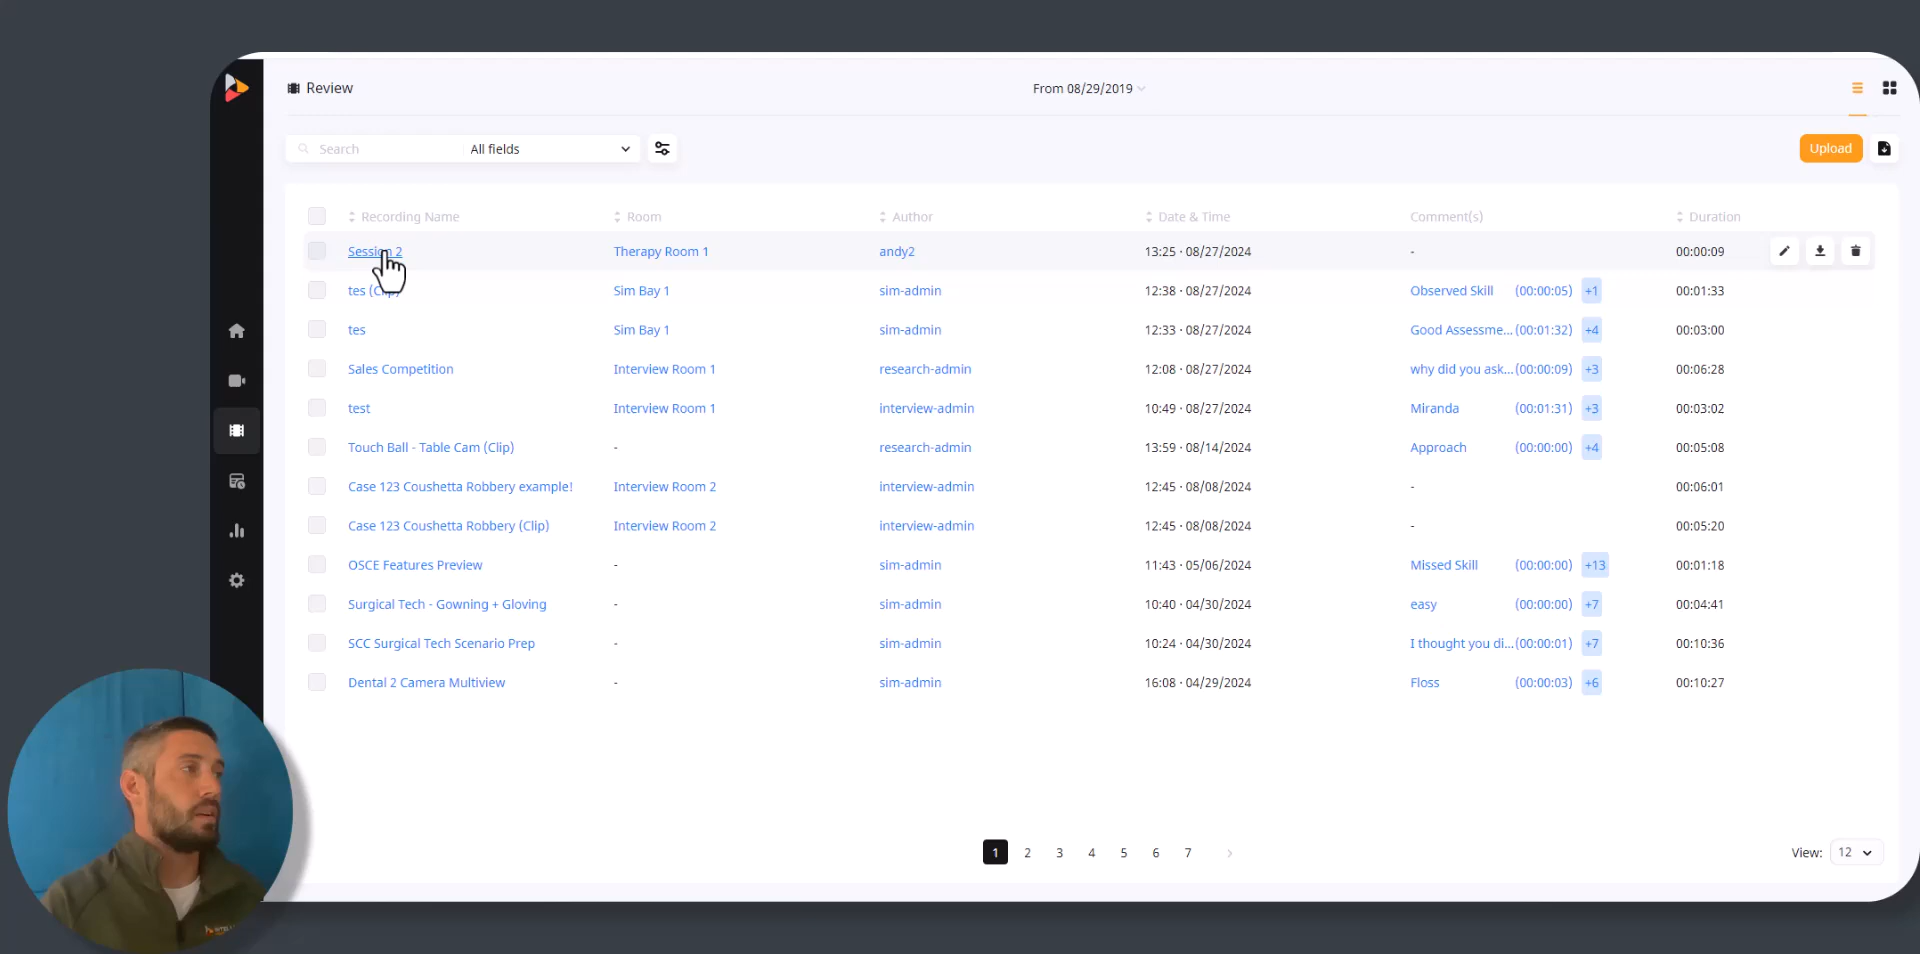 Review From 08/29/2019
Search All fields Upload
Recording Name Room Author Date & Time Comment(s) Duration
Session 2 Therapy Room 1 andy2 13:25 · 08/27/2024 - 00:00:09
tes (Clip) Sim Bay 1 sim-admin 12:38 · 08/27/2024 Observed Skill (00:00:05) +1 00:01:33
tes Sim Bay 1 sim-admin 12:33 · 08/27/2024 Good Assessme... (00:01:32) +4 00:03:00
Sales Competition Interview Room 1 research-admin 12:08 · 08/27/2024 why did you ask... (00:00:09) +3 00:06:28
test Interview Room 1 interview-admin 10:49 · 08/27/2024 Miranda (00:01:31) +3 00:03:02
Touch Ball - Table Cam (Clip) - research-admin 13:59 · 08/14/2024 Approach (00:00:00) +4 00:05:08
Case 123 Coushetta Robbery example! Interview Room 2 interview-admin 12:45 · 08/08/2024 - 00:06:01
Case 123 Coushetta Robbery (Clip) Interview Room 2 interview-admin 12:45 · 08/08/2024 - 00:05:20
OSCE Features Preview - sim-admin 11:43 · 05/06/2024 Missed Skill (00:00:00) +13 00:01:18
Surgical Tech - Gowning + Gloving - sim-admin 10:40 · 04/30/2024 easy (00:00:00) +7 00:04:41
SCC Surgical Tech Scenario Prep - sim-admin 10:24 · 04/30/2024 I thought you di... (00:00:01) +7 00:10:36
Dental 2 Camera Multiview - sim-admin 16:08 · 04/29/2024 Floss (00:00:03) +6 00:10:27
1 2 3 4 5 6 7 View: 12